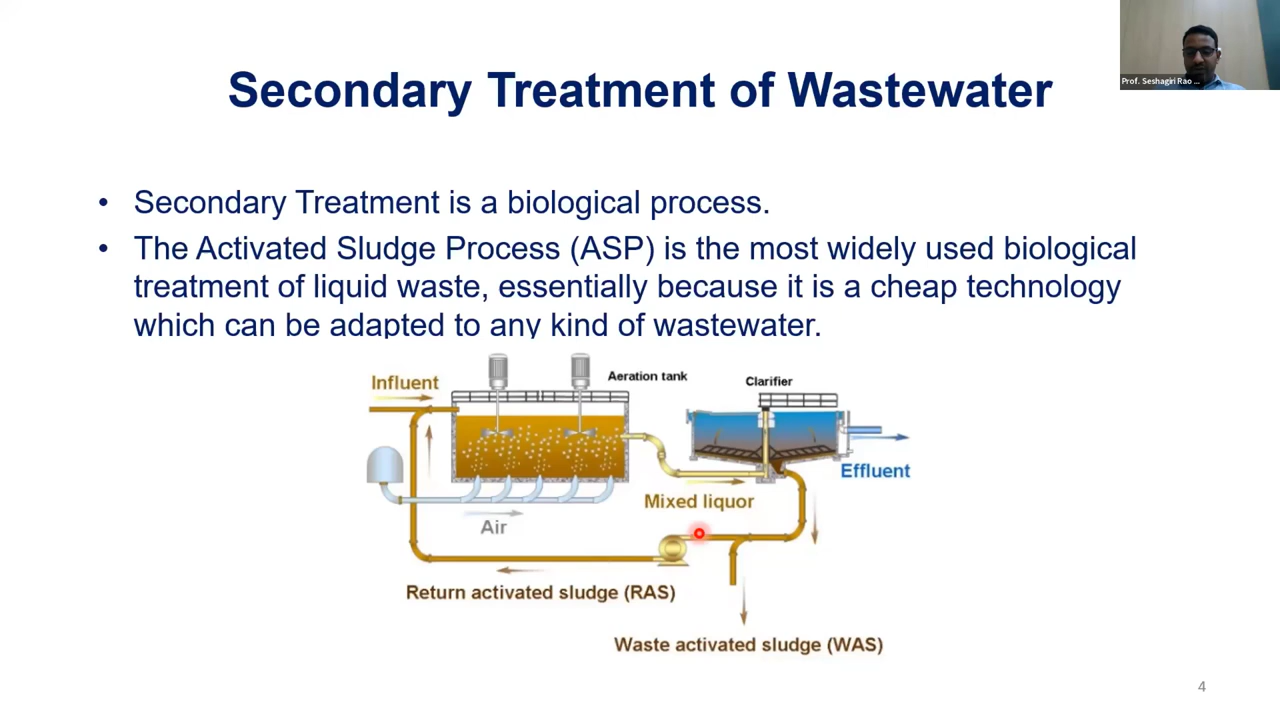 Prof. Seshagiri Rao ...
Secondary Treatment of Wastewater
• Secondary Treatment is a biological process.
• The Activated Sludge Process (ASP) is the most widely used biological
treatment of liquid waste, essentially because it is a cheap technology
which can be adapted to any kind of wastewater.
Influent
Aeration tank
Clarifier
Effluent
Mixed liquor
Air
Return activated sludge (RAS)
Waste activated sludge (WAS)
4